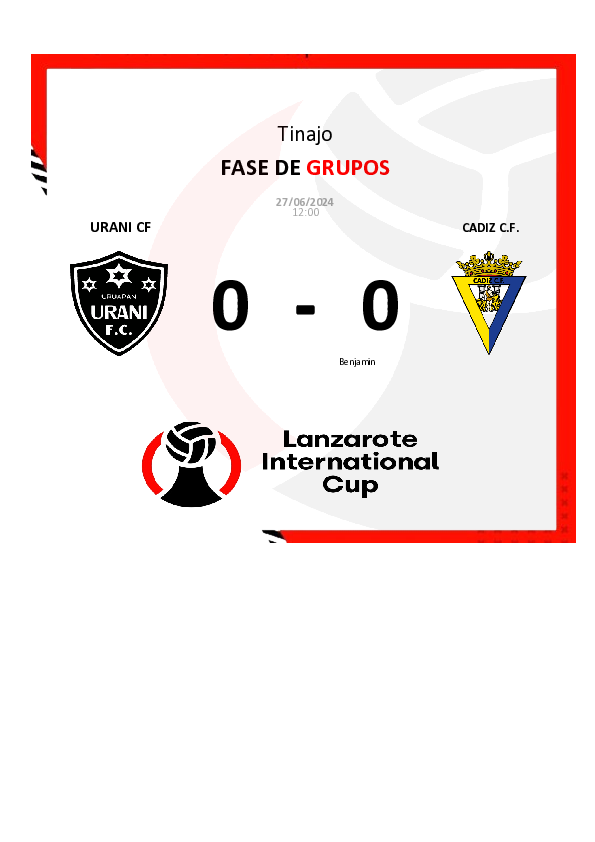 Tinajo
FASE DE GRUPOS
27/06/2024
12:00
URANI CF
CADIZ C.F.
URUAPAN
URANI
F.C.
CADIZ C.F.
0 - 0
Benjamin
Lanzarote
International
Cup